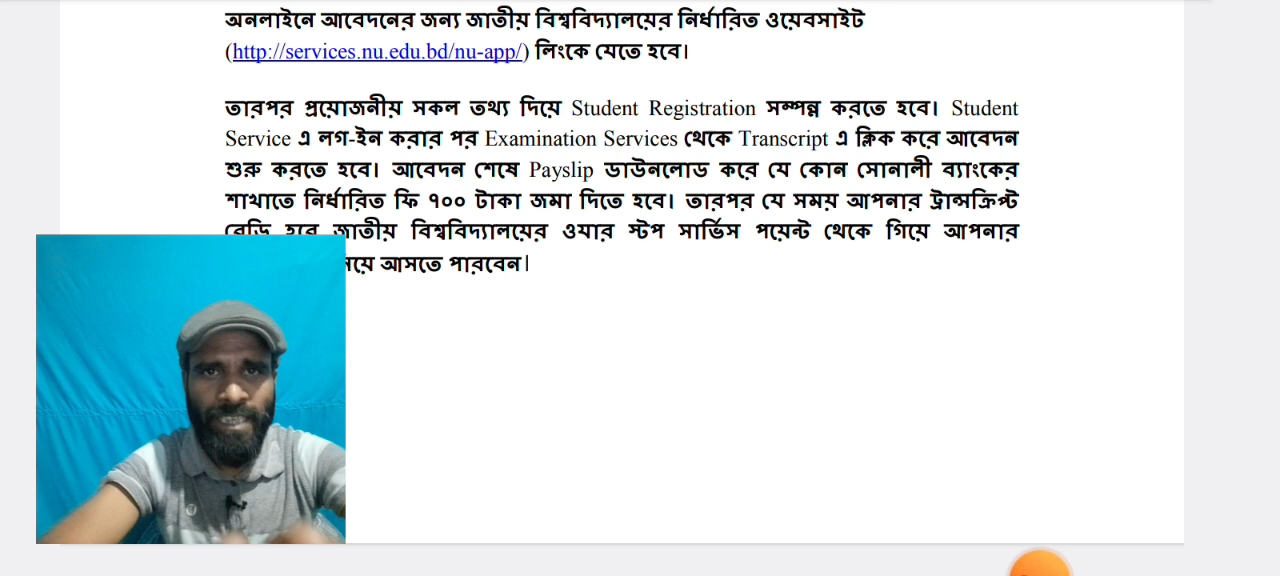 অনলাইনে আবেদনের জন্য জাতীয় বিশ্ববিদ্যালয়ের নির্ধারিত ওয়েবসাইট
(http://services.nu.edu.bd/nu-app/) লিংকে যেতে হবে।
তারপর প্রয়োজনীয় সকল তথ্য দিয়ে Student Registration সম্পন্ন করতে হবে। Student
Service এ লগ-ইন করার পর Examination Services থেকে Transcript এ ক্লিক করে আবেদন
শুরু করতে হবে। আবেদন শেষে Payslip ডাউনলোড করে যে কোন সোনালী ব্যাংকের
শাখাতে নির্ধারিত ফি ৭০০ টাকা জমা দিতে হবে। তারপর যে সময় আপনার ট্রান্সক্রিপ্ট
রেডি হবে জাতীয় বিশ্ববিদ্যালয়ের ওয়ার স্টপ সার্ভিস পয়েন্ট থেকে গিয়ে আপনার
আসতে পারবেন।